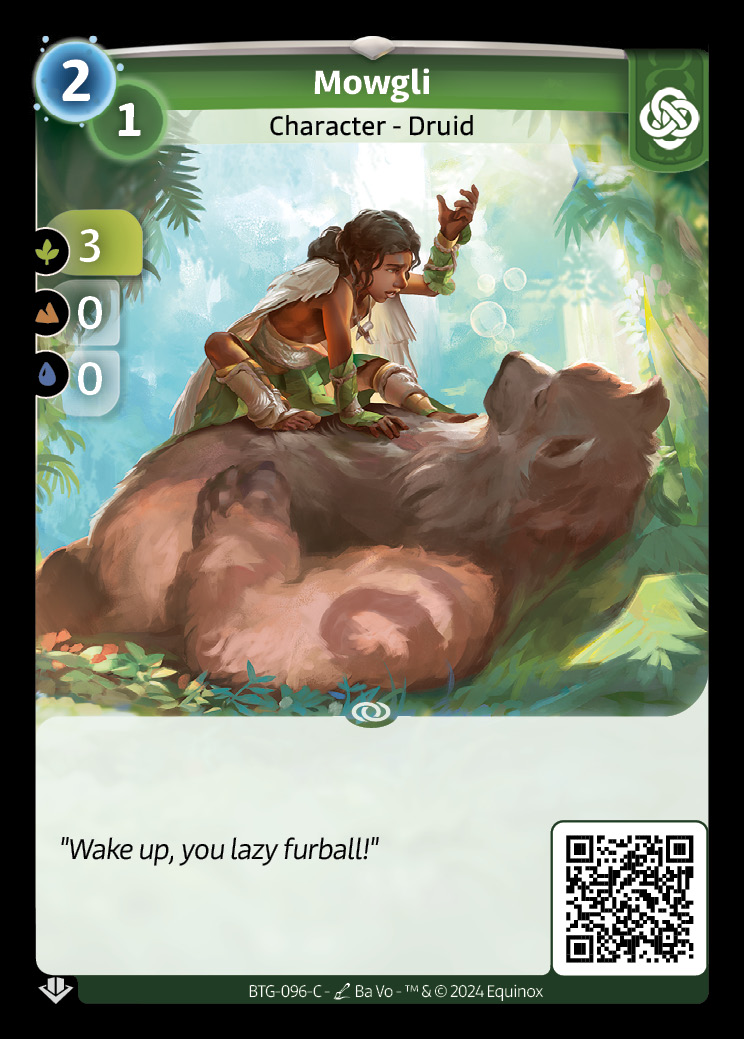 2
Mowgli
1
Character - Druid
3
0
0
"Wake up, you lazy furball!"
BTG-096-C - Ba Vo - ™ & © 2024 Equinox